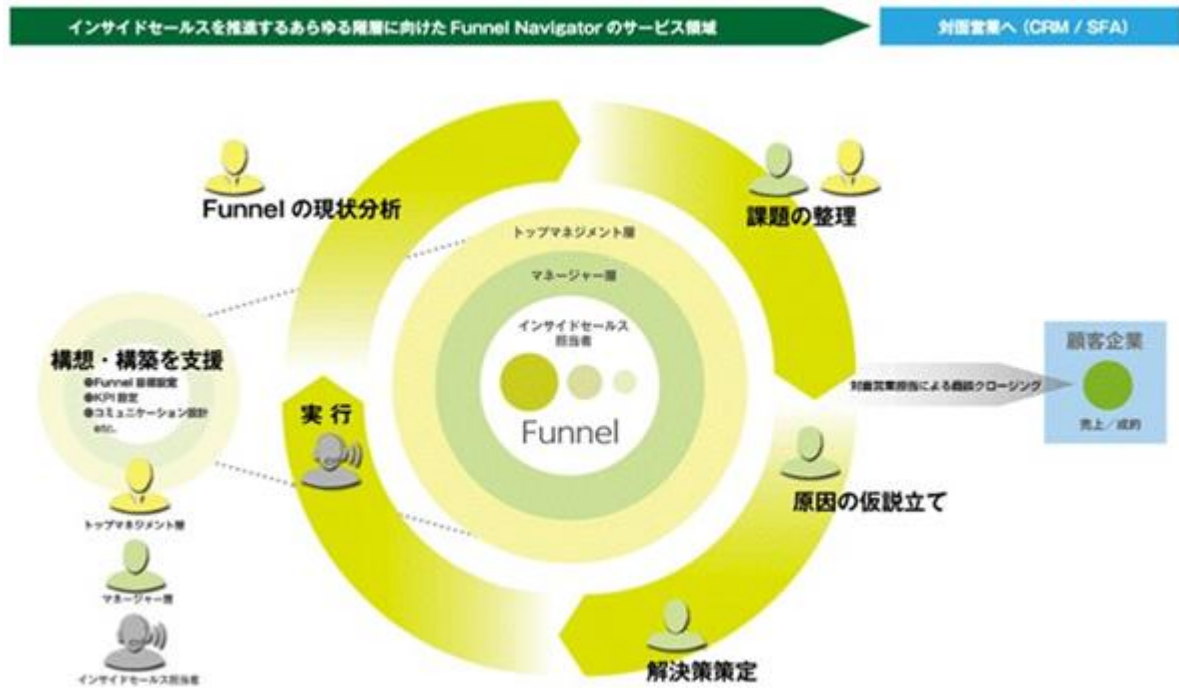 インサイドセールスを推進するあらゆる階層に向けた Funnel Navigator のサービス領域
対面営業へ (CRM / SFA)
Funnel の現状分析
課題の整理
トップマネジメント層
マネージャー層
インサイドセールス
担当者
Funnel
構想・構築を支援
●Funnel 目標設定
●KPI 設定
●コミュニケーション設計
etc.
実 行
対面営業担当による商談クロージング
顧客企業
売上／成約
原因の仮説立て
解決策策定
トップマネジメント層
マネージャー層
インサイドセールス担当者